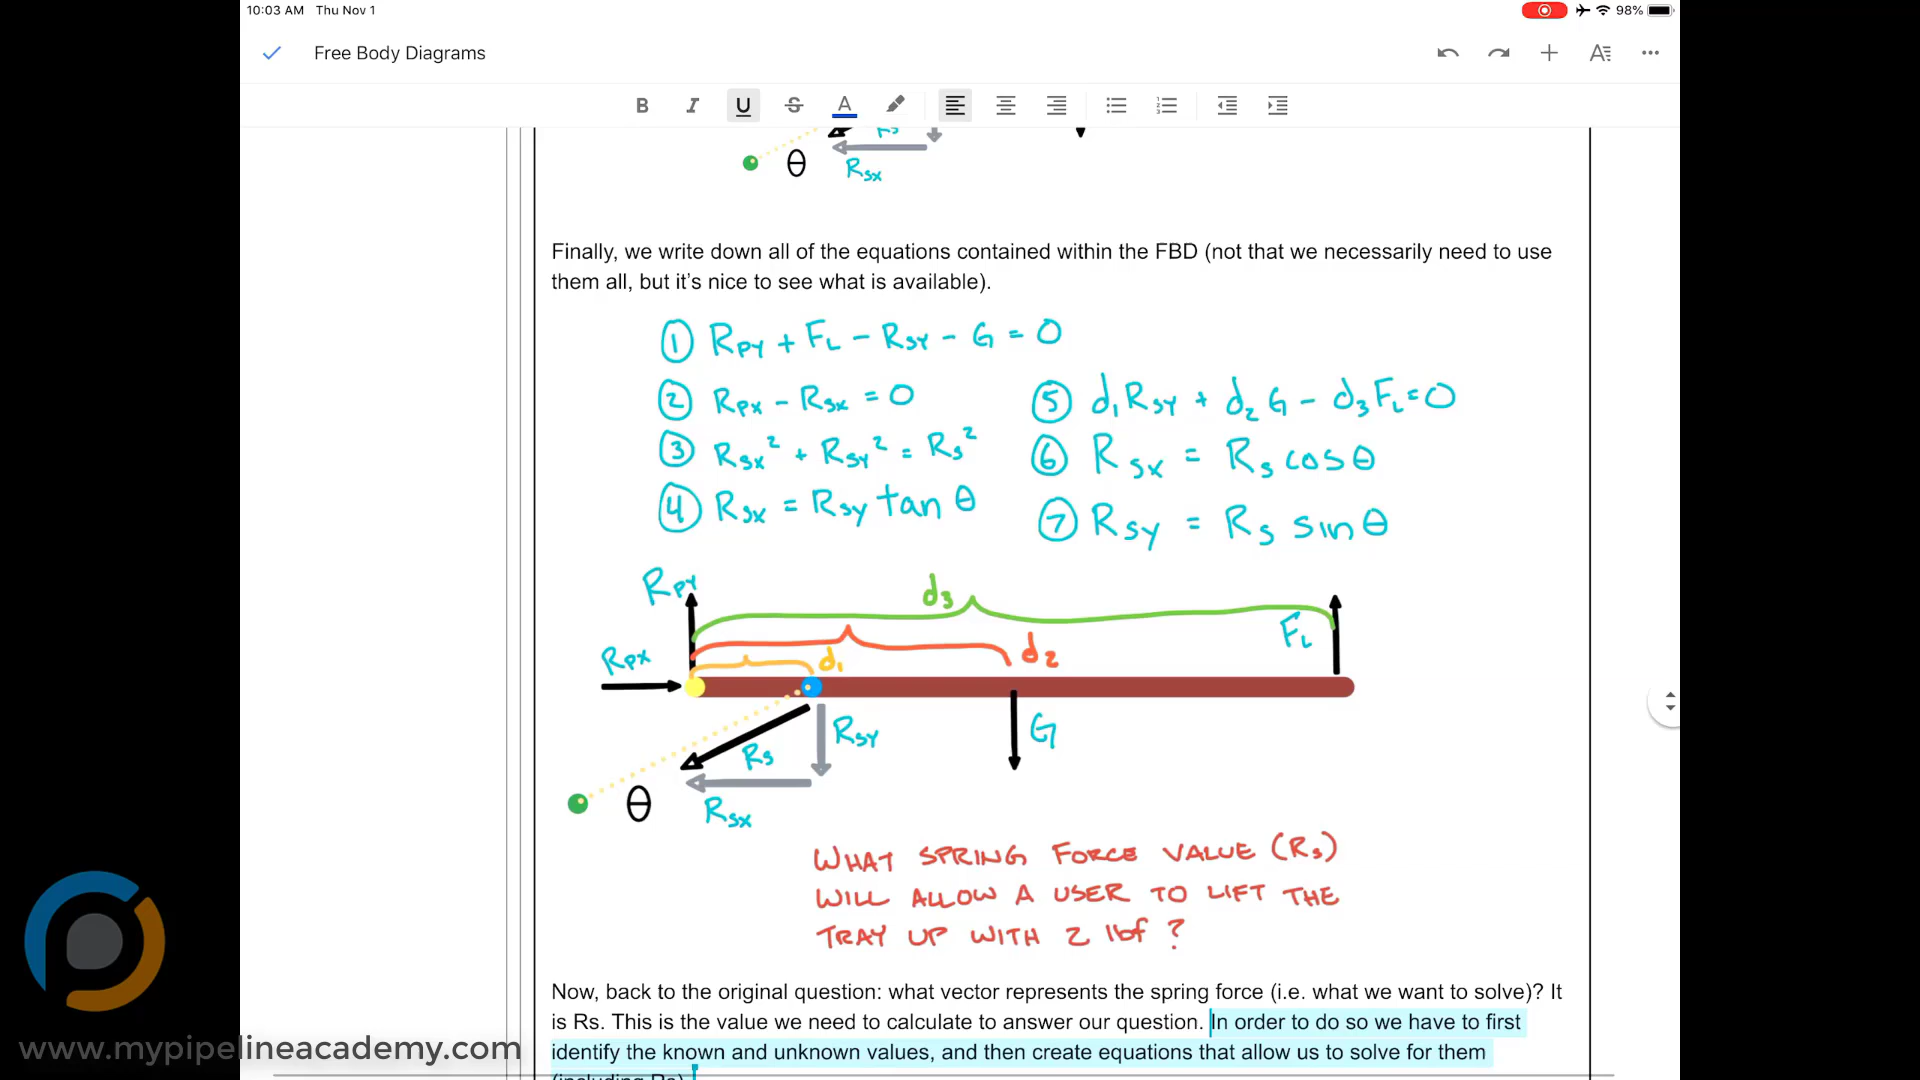 10:03 AM Thu Nov 1
98%
Free Body Diagrams
B I U S A
Rs
θ
Rsx
Finally, we write down all of the equations contained within the FBD (not that we necessarily need to use
them all, but it’s nice to see what is available).
① RPY + FL − RSY − G = 0
② RPX − RSX = 0
③ RSX² + RSY² = RS²
④ RSX = RSY tan θ
⑤ d₁RSY + d₂G − d₃FL = 0
⑥ RSX = RS cos θ
⑦ RSY = RS sin θ
RPY
d₃
FL
RPX
d₁
d₂
RS
RSY
G
θ
RSX
WHAT SPRING FORCE VALUE (Rs)
WILL ALLOW A USER TO LIFT THE
TRAY UP WITH 2 lbf ?
Now, back to the original question: what vector represents the spring force (i.e. what we want to solve)? It
is Rs. This is the value we need to calculate to answer our question. In order to do so we have to first
identify the known and unknown values, and then create equations that allow us to solve for them
(including Rs).
www.mypipelineacademy.com